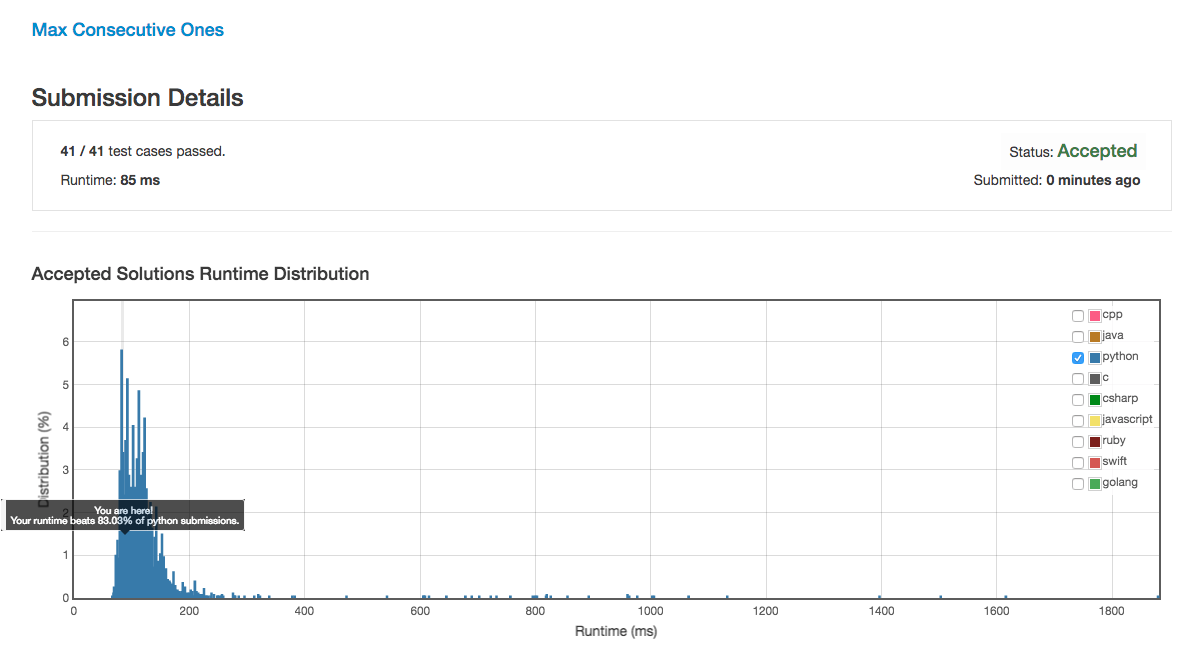 Max Consecutive Ones
Submission Details
41 / 41 test cases passed.
Status: Accepted
Runtime: 85 ms
Submitted: 0 minutes ago
Accepted Solutions Runtime Distribution
cpp
java
python
c
csharp
javascript
ruby
swift
golang
Distribution (%)
6
5
4
3
2
1
0
You are here!
Your runtime beats 83.03% of python submissions.
0 200 400 600 800 1000 1200 1400 1600 1800
Runtime (ms)